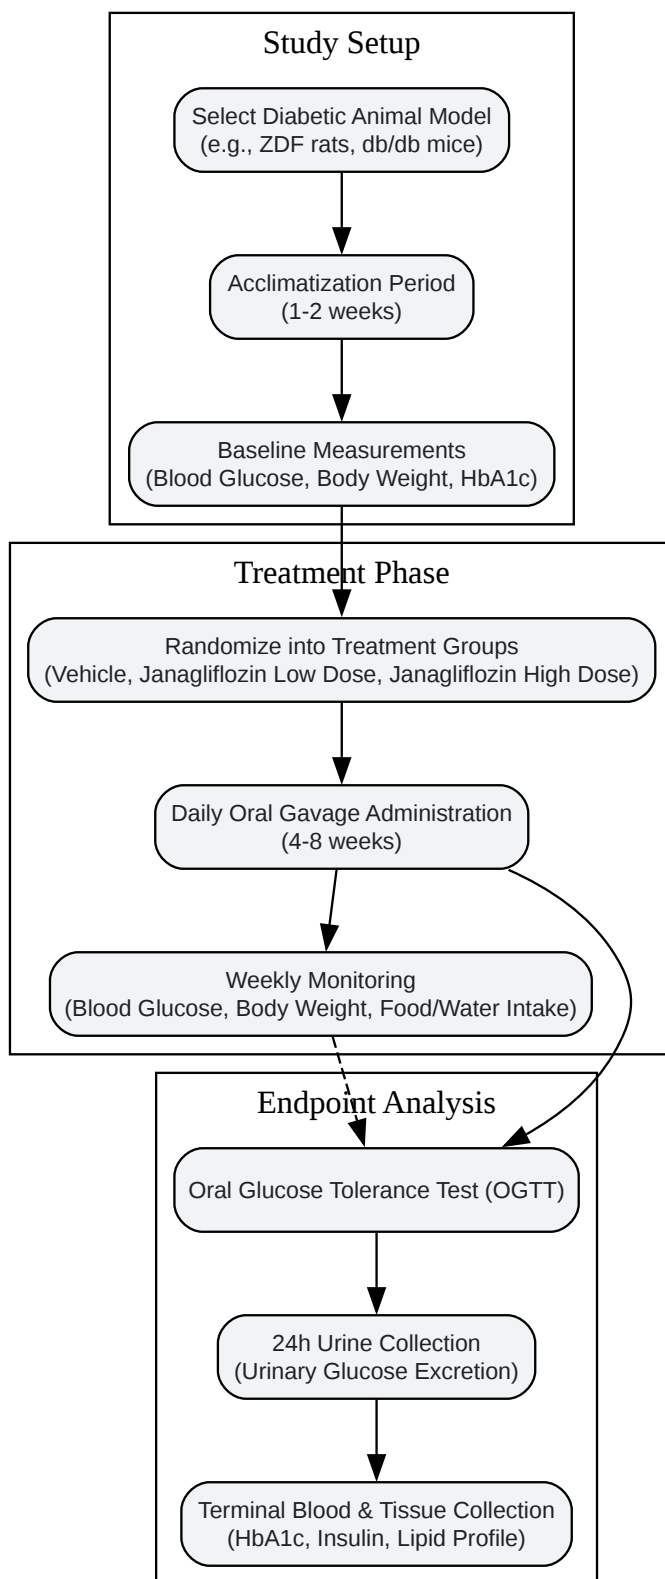 Study Setup
Select Diabetic Animal Model
(e.g., ZDF rats, db/db mice)
Acclimatization Period
(1-2 weeks)
Baseline Measurements
(Blood Glucose, Body Weight, HbA1c)
Treatment Phase
Randomize into Treatment Groups
(Vehicle, Janagliflozin Low Dose, Janagliflozin High Dose)
Daily Oral Gavage Administration
(4-8 weeks)
Weekly Monitoring
(Blood Glucose, Body Weight, Food/Water Intake)
Endpoint Analysis
Oral Glucose Tolerance Test (OGTT)
24h Urine Collection
(Urinary Glucose Excretion)
Terminal Blood & Tissue Collection
(HbA1c, Insulin, Lipid Profile)